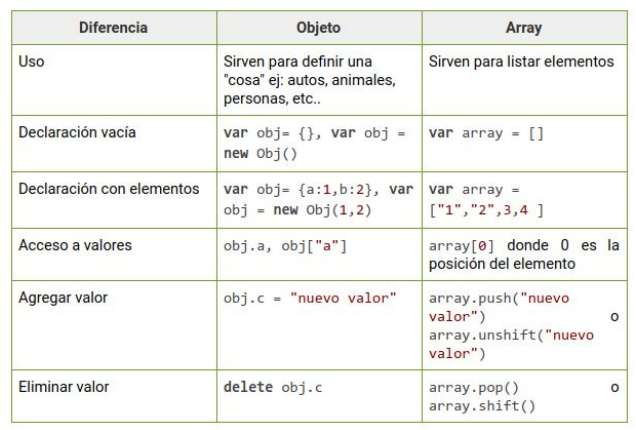 Diferencia Objeto Array
Uso
Sirven para definir una
"cosa" ej: autos, animales,
personas, etc..
Sirven para listar elementos
Declaración vacía
var obj= {}, var obj =
new Obj()
var array = []
Declaración con elementos
var obj= {a:1,b:2}, var
obj = new Obj(1,2)
var array =
["1","2",3,4 ]
Acceso a valores
obj.a, obj["a"]
array[0] donde 0 es la
posición del elemento
Agregar valor
obj.c = "nuevo valor"
array.push("nuevo
valor") o
array.unshift("nuevo
valor")
Eliminar valor
delete obj.c
array.pop() o
array.shift()